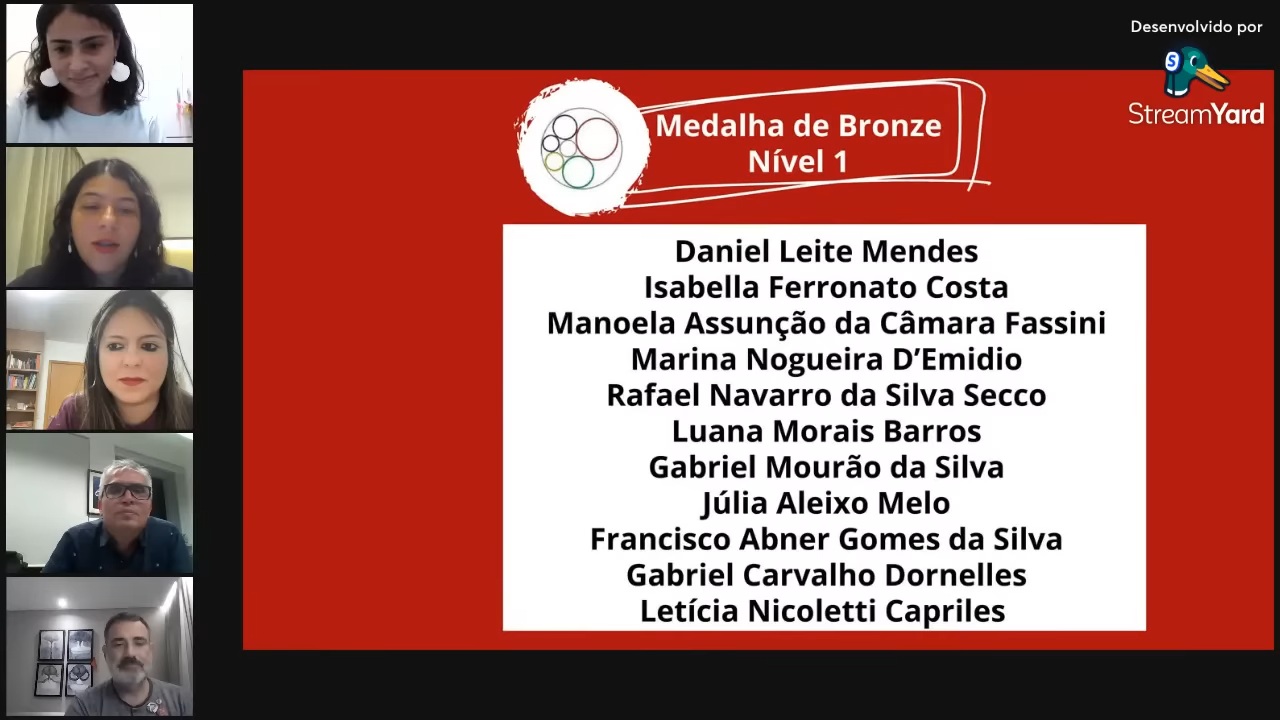 Desenvolvido por
S
StreamYard
Medalha de Bronze
Nível 1
Daniel Leite Mendes
Isabella Ferronato Costa
Manoela Assunção da Câmara Fassini
Marina Nogueira D’Emidio
Rafael Navarro da Silva Secco
Luana Morais Barros
Gabriel Mourão da Silva
Júlia Aleixo Melo
Francisco Abner Gomes da Silva
Gabriel Carvalho Dornelles
Letícia Nicoletti Capriles